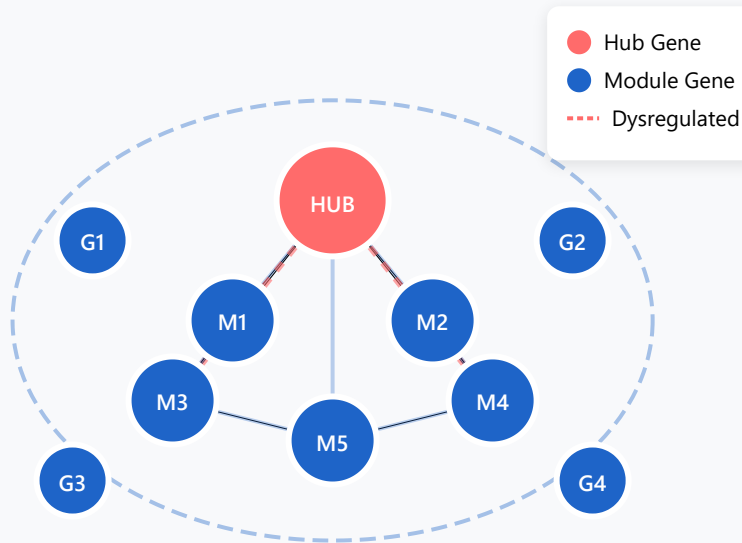 Hub Gene
Module Gene
Dysregulated
HUB
G1
G2
M1
M2
M3
M4
M5
G3
G4